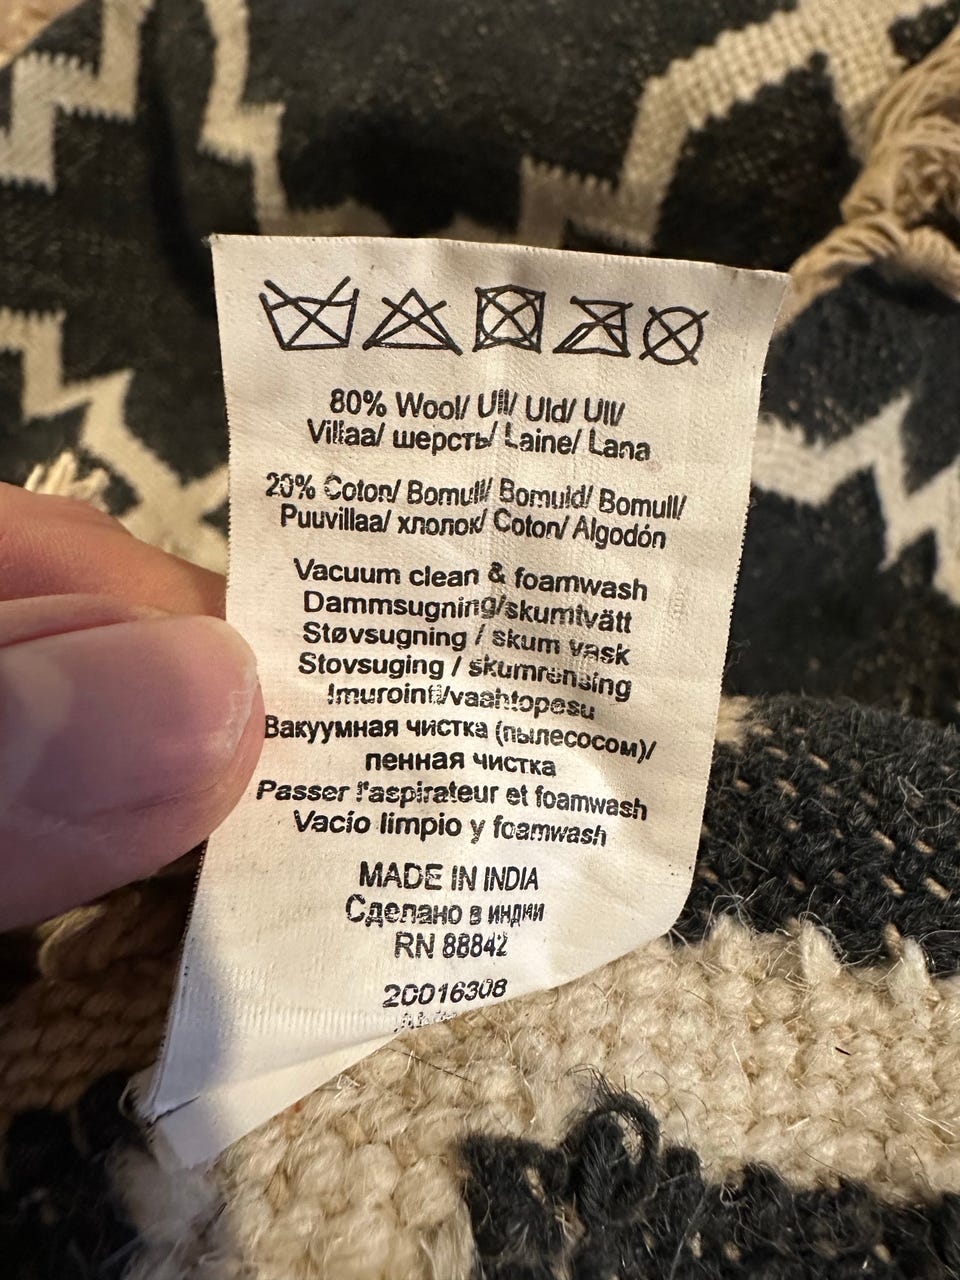 80% Wool/ Ull/ Uld/ Ull/
Villaa/ шерсть/ Laine/ Lana
20% Coton/ Bomull/ Bomuld/ Bomull/
Puuvillaa/ хлопок/ Coton/ Algodón
Vacuum clean & foamwash
Dammsugning/skumtvätt
Støvsugning / skum vask
Stovsuging / skumrensing
Imurointi/vaahtopesu
Вакуумная чистка (пылесосом)/
пенная чистка
Passer l'aspirateur et foamwash
Vacío limpio y foamwash
MADE IN INDIA
Сделано в индии
RN 88842
20016308